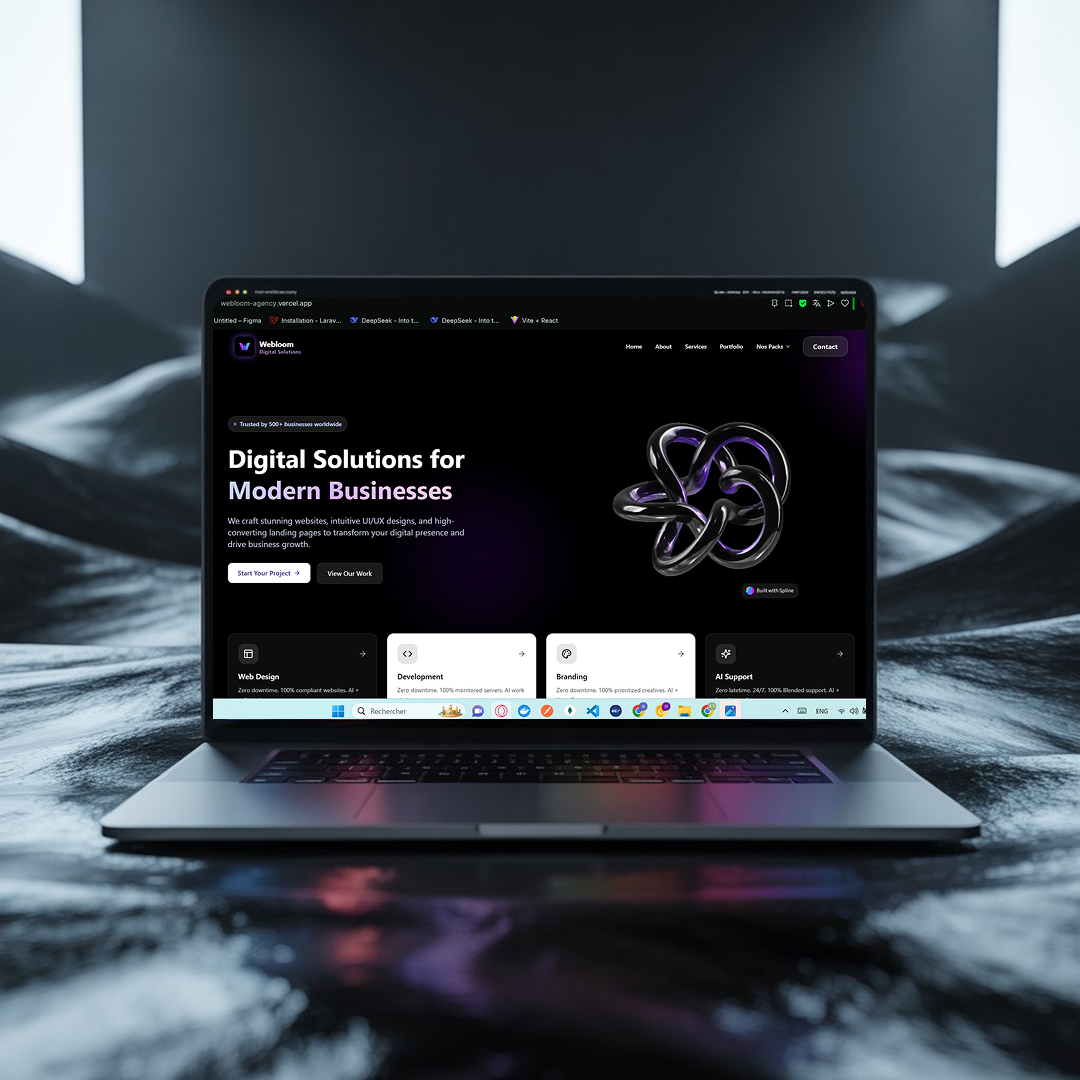 webloom-agency.vercel.app
Untitled – Figma
Installation - Larav...
DeepSeek - Into t...
DeepSeek - Into t...
Vite + React
Webloom
Digital Solutions
Home
About
Services
Portfolio
Nos Packs
Contact
Trusted by 500+ businesses worldwide
Digital Solutions for
Modern Businesses
We craft stunning websites, intuitive UI/UX designs, and high-
converting landing pages to transform your digital presence and
drive business growth.
Start Your Project →
View Our Work
Built with Spline
Web Design
Zero downtime. 100% compliant websites. AI +
Development
Zero downtime. 100% monitored servers. AI work
Branding
Zero downtime. 100% prioritized creatives. AI +
AI Support
Zero latetime. 24/7. 100% Blended support. AI +
Rechercher
ENG